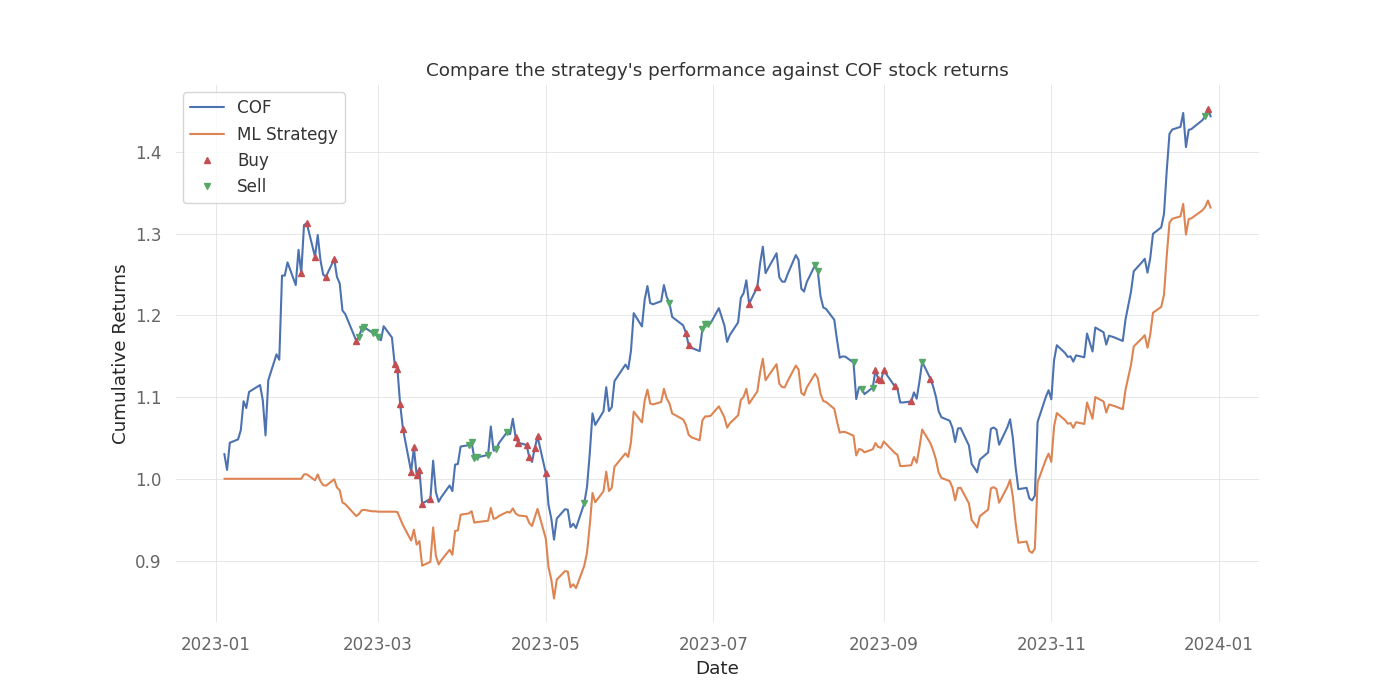 Compare the strategy's performance against COF stock returns
COF
ML Strategy
Buy
Sell
Cumulative Returns
1.4
1.3
1.2
1.1
1.0
0.9
2023-01
2023-03
2023-05
2023-07
2023-09
2023-11
2024-01
Date